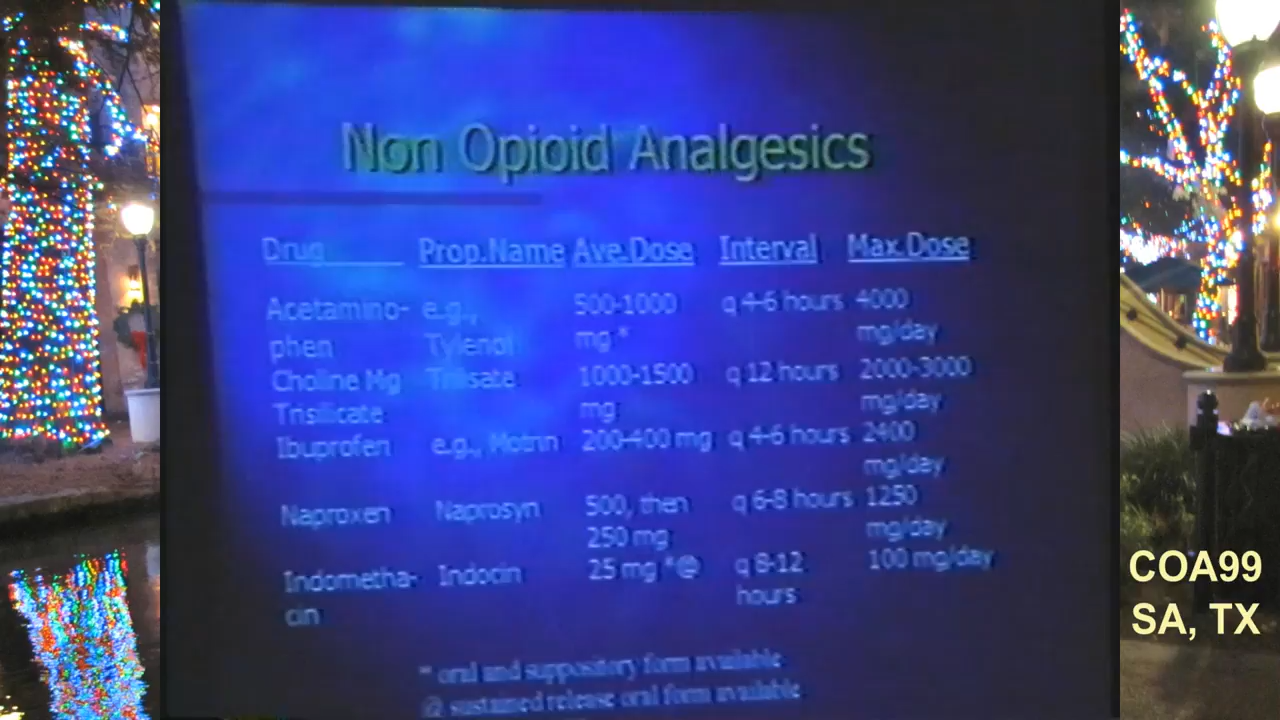 Non Opioid Analgesics
Drug Prop.Name Ave.Dose Interval Max.Dose
Acetamino- e.g., 500-1000 q 4-6 hours 4000
phen Tylenol mg * mg/day
Choline Mg Trilisate 1000-1500 q 12 hours 2000-3000
Trisilicate mg mg/day
Ibuprofen e.g., Motrin 200-400 mg q 4-6 hours 2400
mg/day
Naproxen Naprosyn 500, then q 6-8 hours 1250
250 mg mg/day
Indometha- Indocin 25 mg *@ q 8-12 100 mg/day
cin hours
* oral and suppository form available
@ sustained release oral form available
COA99
SA, TX